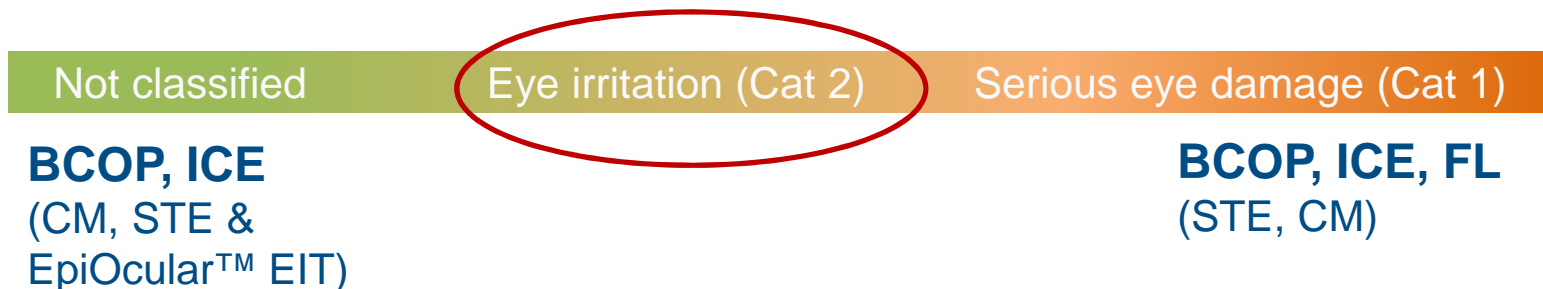 Not classified Eye irritation (Cat 2) Serious eye damage (Cat 1)
BCOP, ICE
(CM, STE &
EpiOcular™ EIT)
BCOP, ICE, FL
(STE, CM)